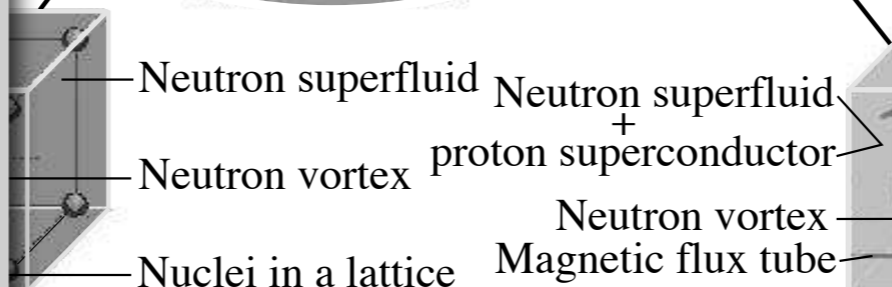 Neutron superfluid
Neutron vortex
Nuclei in a lattice
Neutron superfluid
+
proton superconductor
Neutron vortex
Magnetic flux tube